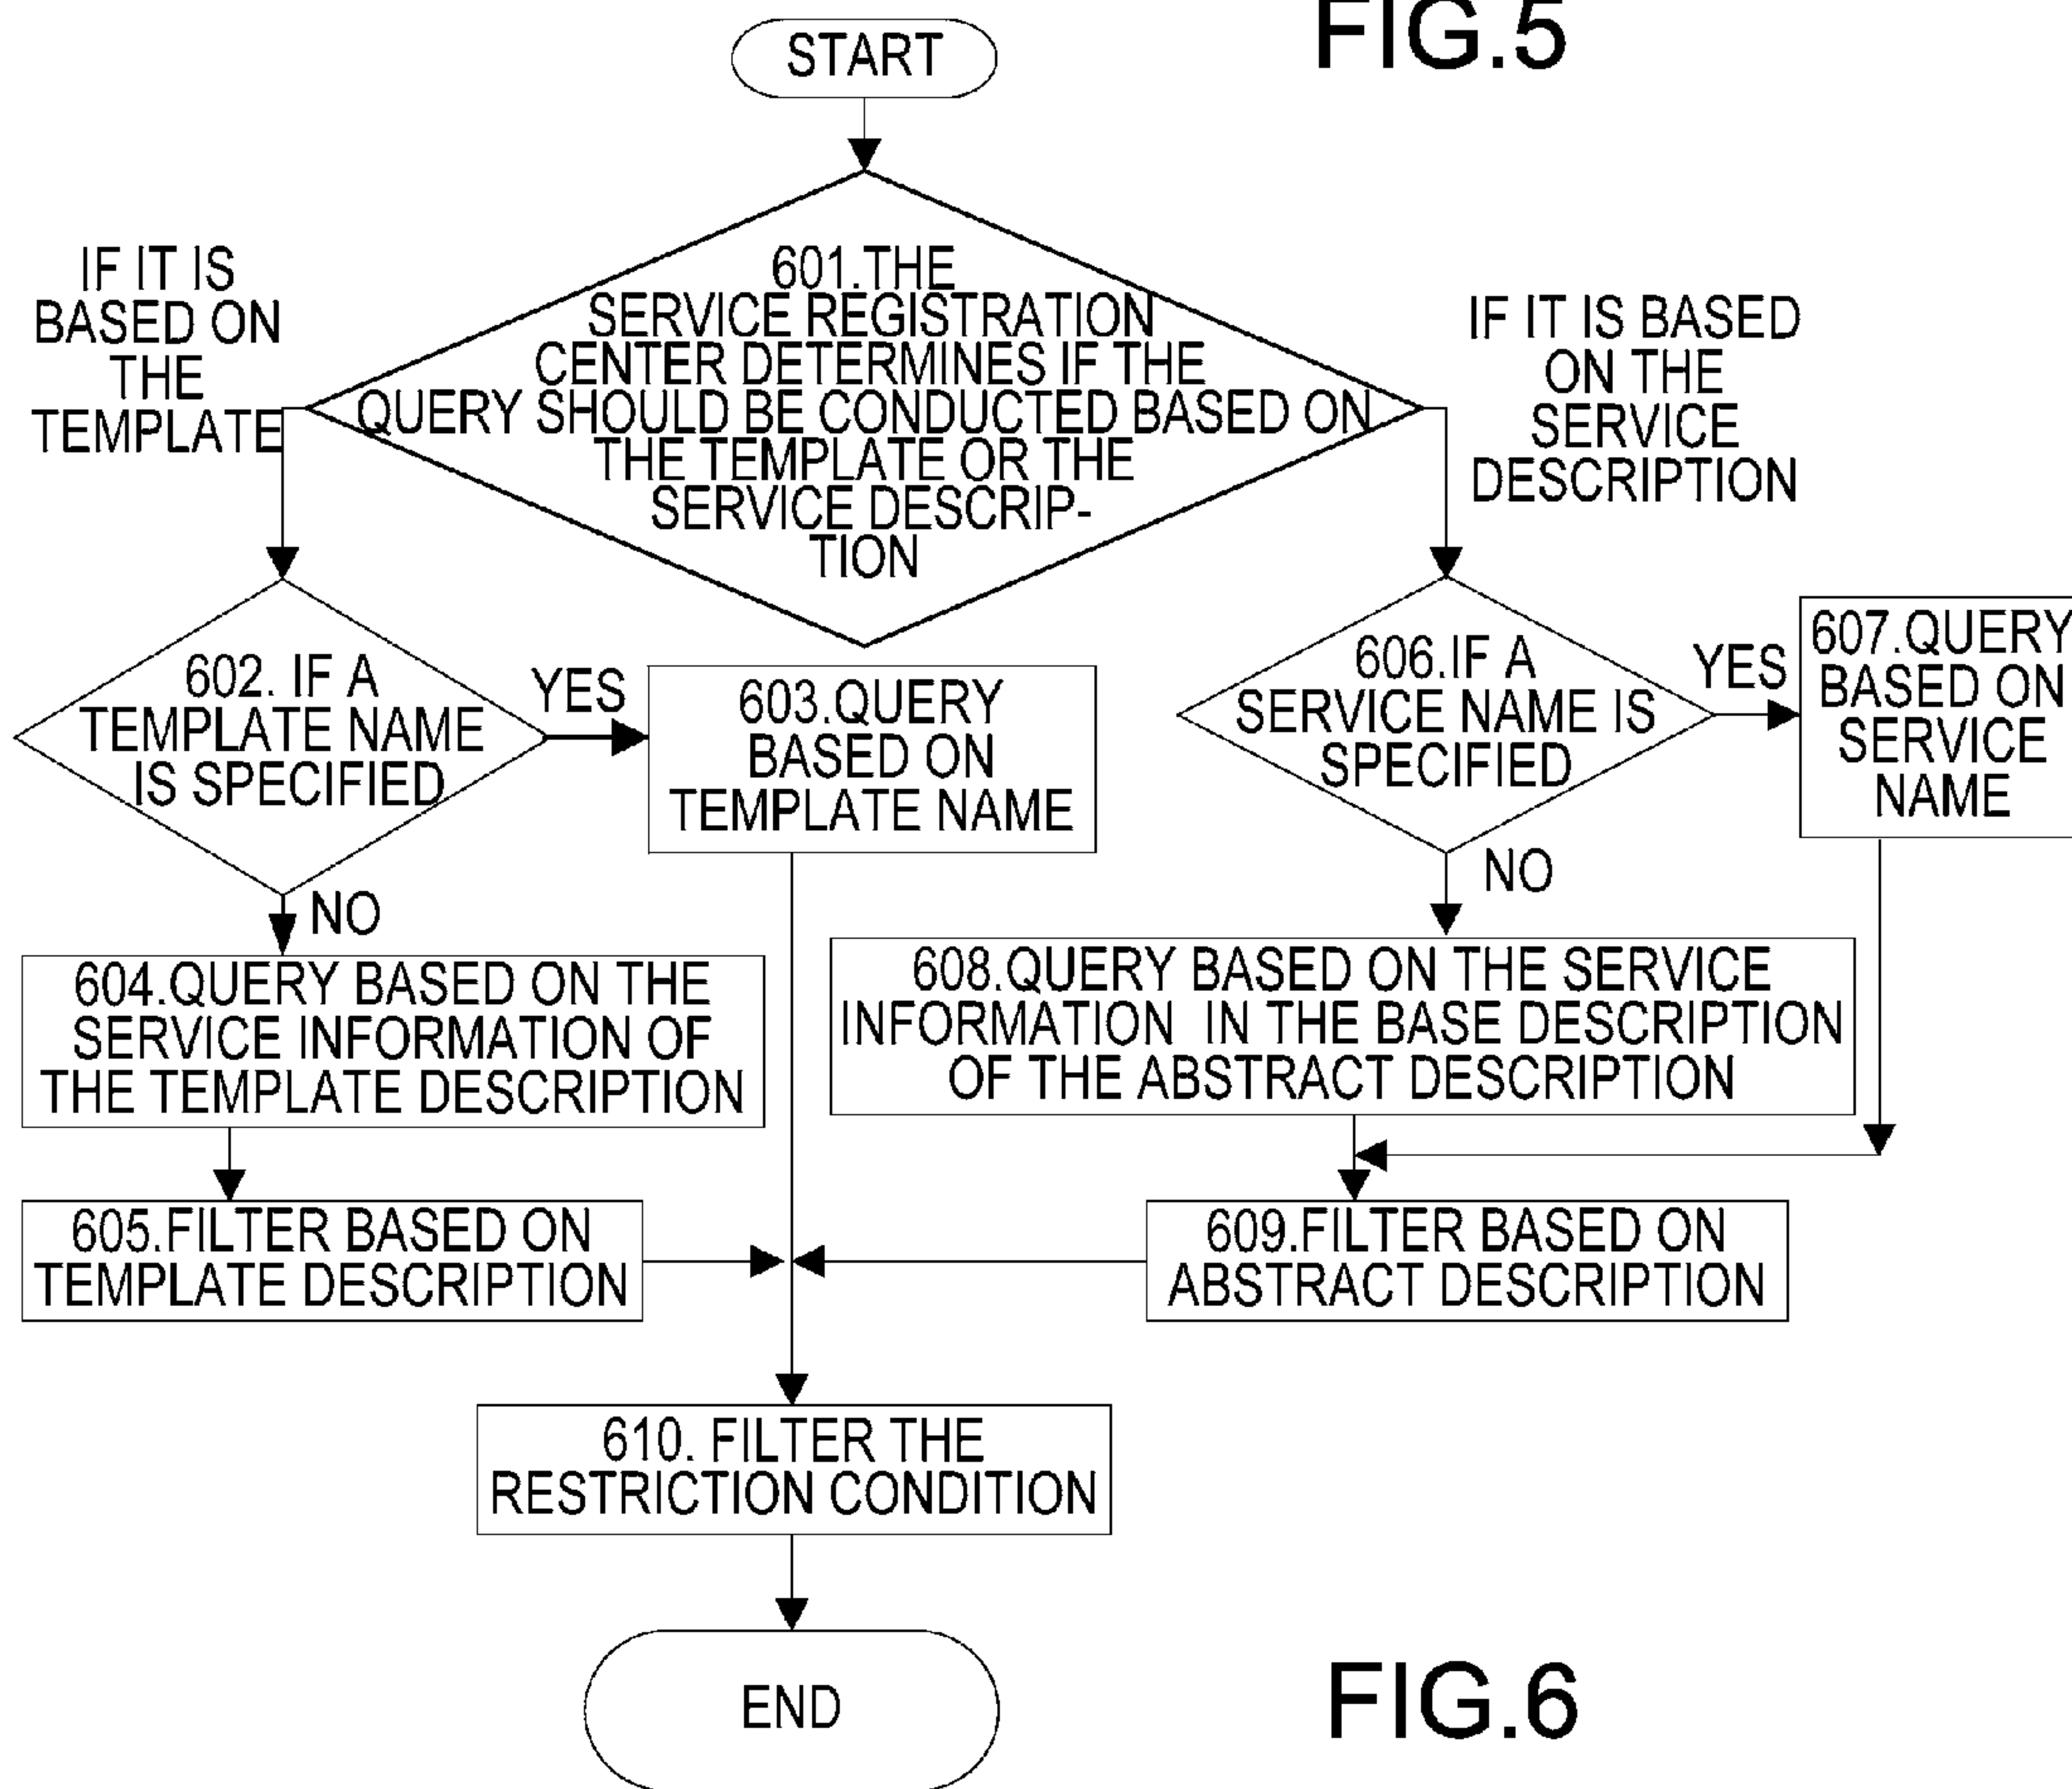 FIG.5
START
601.THE
SERVICE REGISTRATION
CENTER DETERMINES IF THE
QUERY SHOULD BE CONDUCTED BASED ON
THE TEMPLATE OR THE
SERVICE DESCRIP-
TION
IF IT IS
BASED ON
THE
TEMPLATE
IF IT IS BASED
ON THE
SERVICE
DESCRIPTION
602. IF A
TEMPLATE NAME
IS SPECIFIED
YES
603.QUERY
BASED ON
TEMPLATE NAME
606.IF A
SERVICE NAME IS
SPECIFIED
YES
607.QUERY
BASED ON
SERVICE
NAME
NO
NO
604.QUERY BASED ON THE
SERVICE INFORMATION OF
THE TEMPLATE DESCRIPTION
608.QUERY BASED ON THE SERVICE
INFORMATION IN THE BASE DESCRIPTION
OF THE ABSTRACT DESCRIPTION
605.FILTER BASED ON
TEMPLATE DESCRIPTION
609.FILTER BASED ON
ABSTRACT DESCRIPTION
610. FILTER THE
RESTRICTION CONDITION
END
FIG.6